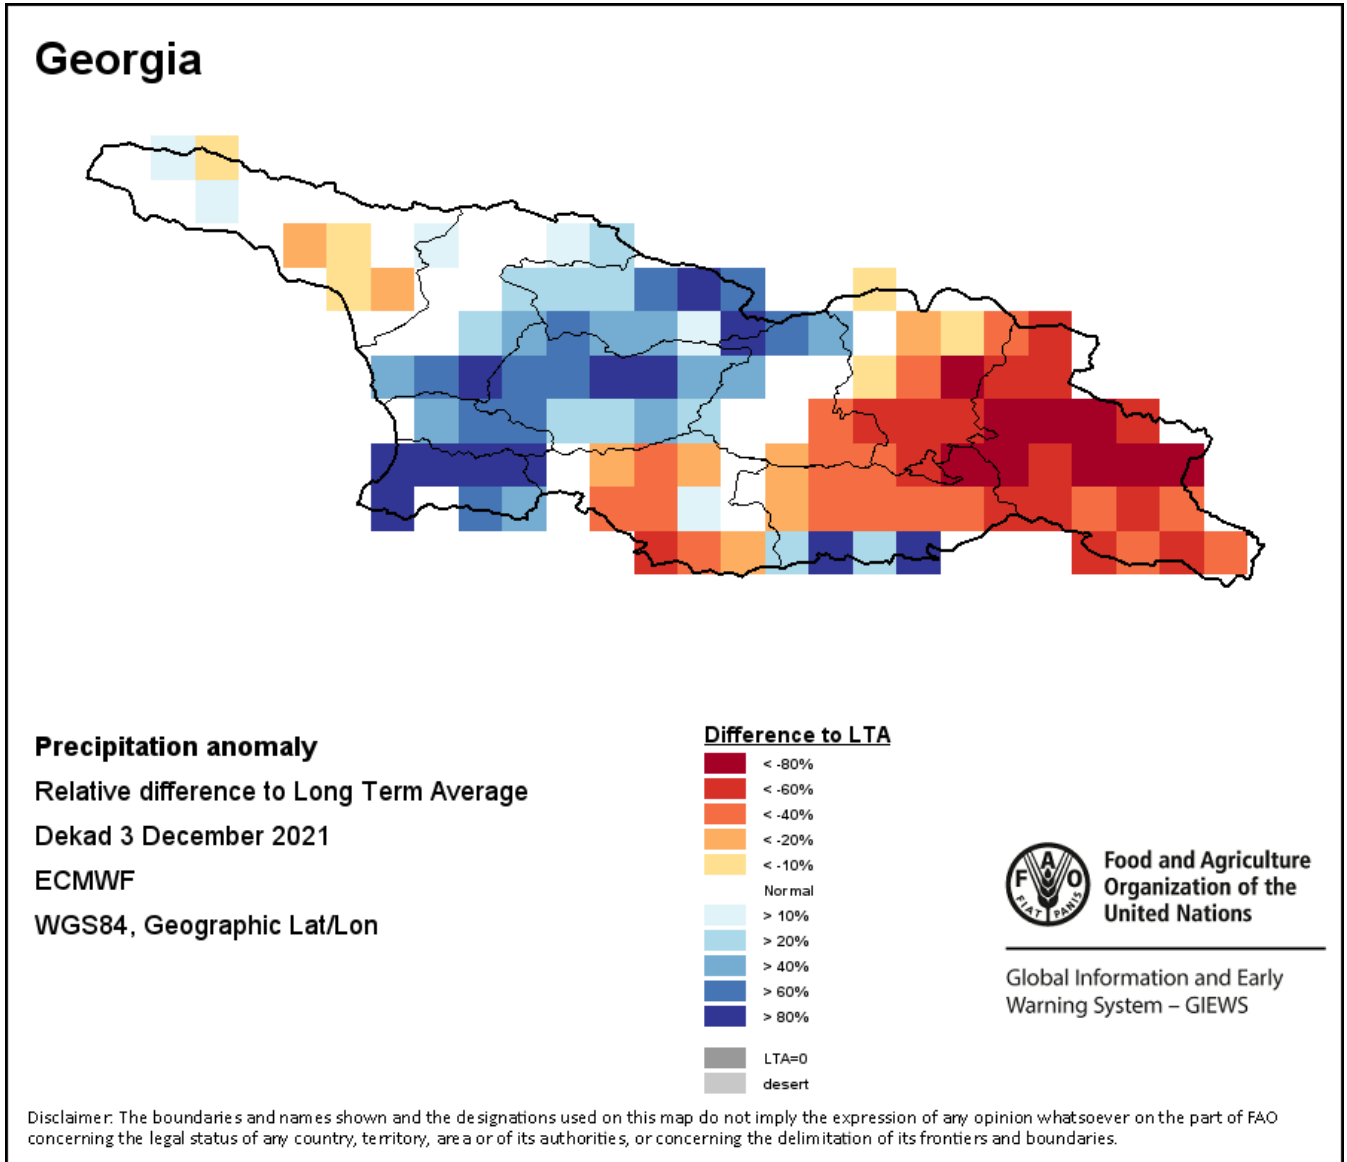 Georgia
Precipitation anomaly
Relative difference to Long Term Average
Dekad 3 December 2021
ECMWF
WGS84, Geographic Lat/Lon
Difference to LTA
< -80%
< -60%
< -40%
< -20%
< -10%
Normal
> 10%
> 20%
> 40%
> 60%
> 80%
LTA=0
desert
F A O
FIAT PANIS
Food and Agriculture
Organization of the
United Nations
Global Information and Early
Warning System – GIEWS
Disclaimer: The boundaries and names shown and the designations used on this map do not imply the expression of any opinion whatsoever on the part of FAO
concerning the legal status of any country, territory, area or of its authorities, or concerning the delimitation of its frontiers and boundaries.